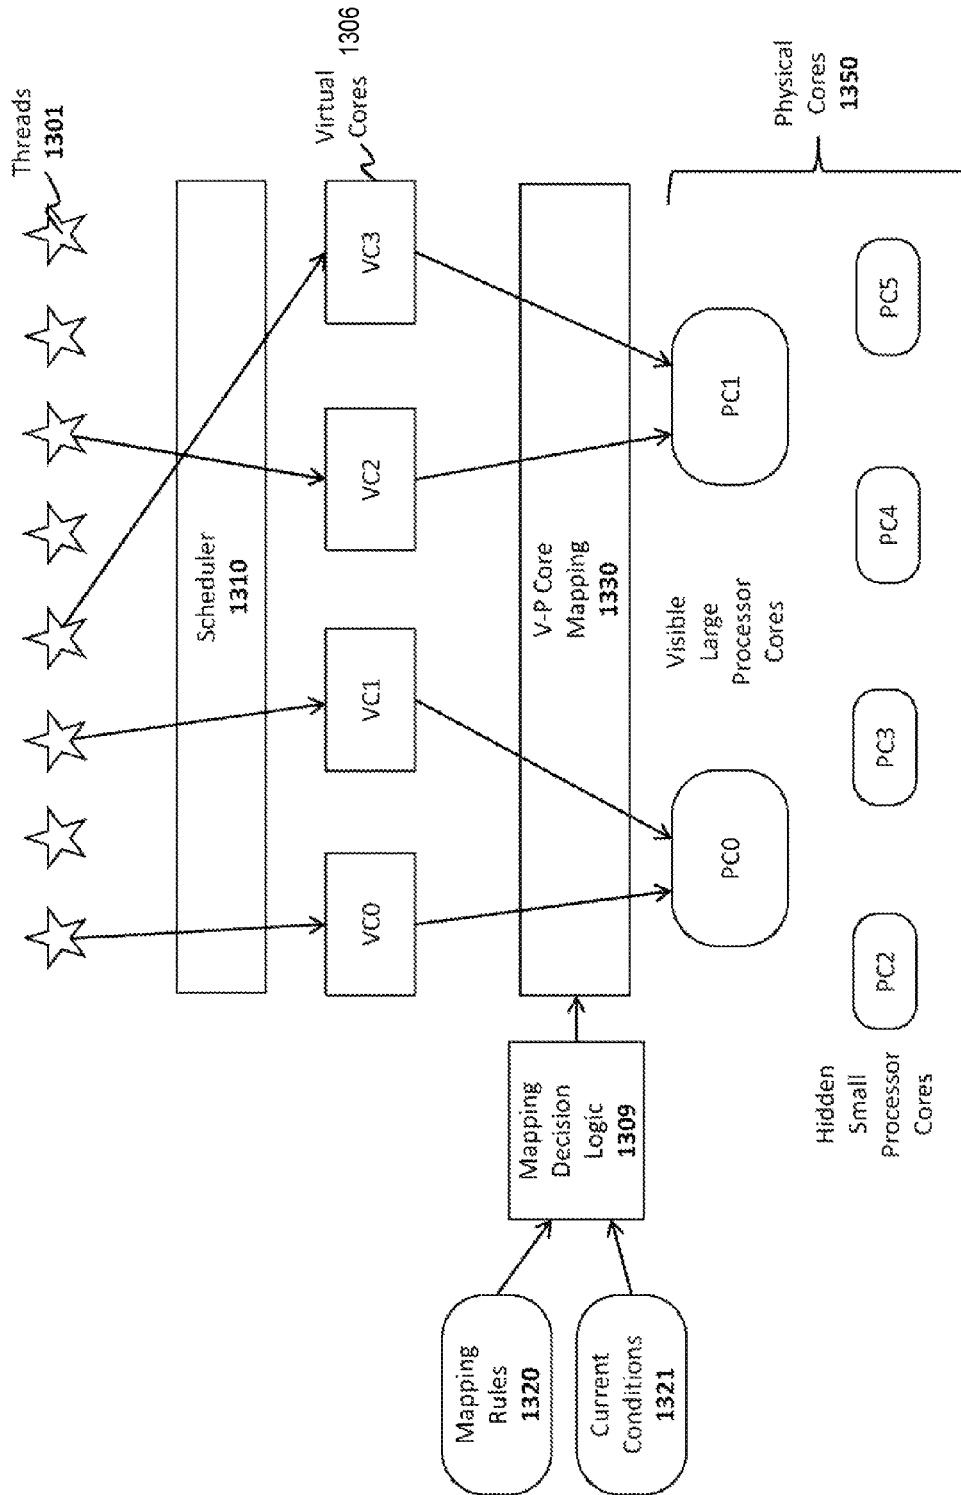 Threads
1301
Scheduler
1310
Virtual
Cores 1306
VC0
VC1
VC2
VC3
Mapping
Rules
1320
Current
Conditions
1321
Mapping
Decision
Logic
1309
V-P Core
Mapping
1330
PC0
Visible
Large
Processor
Cores
PC1
Physical
Cores
1350
Hidden
Small
Processor
Cores
PC2
PC3
PC4
PC5